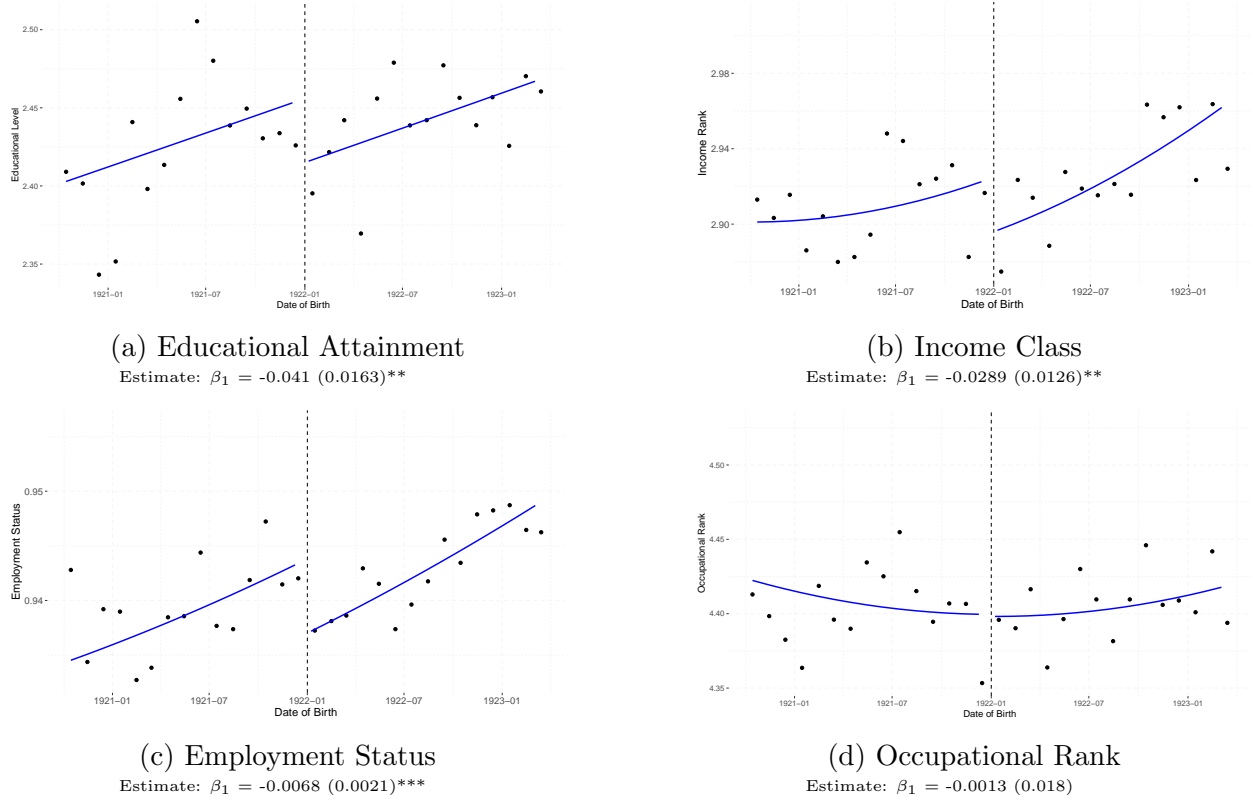 2.50
2.45
2.40
2.35
Educational Level
1921–01
1921–07
1922–01
1922–07
1923–01
Date of Birth
(a) Educational Attainment
Estimate: β₁ = -0.041 (0.0163)**
2.98
2.94
2.90
Income Rank
1921–01
1921–07
1922–01
1922–07
1923–01
Date of Birth
(b) Income Class
Estimate: β₁ = -0.0289 (0.0126)**
0.95
0.94
Employment Status
1921–01
1921–07
1922–01
1922–07
1923–01
Date of Birth
(c) Employment Status
Estimate: β₁ = -0.0068 (0.0021)***
4.50
4.45
4.40
4.35
Occupational Rank
1921–01
1921–07
1922–01
1922–07
1923–01
Date of Birth
(d) Occupational Rank
Estimate: β₁ = -0.0013 (0.018)